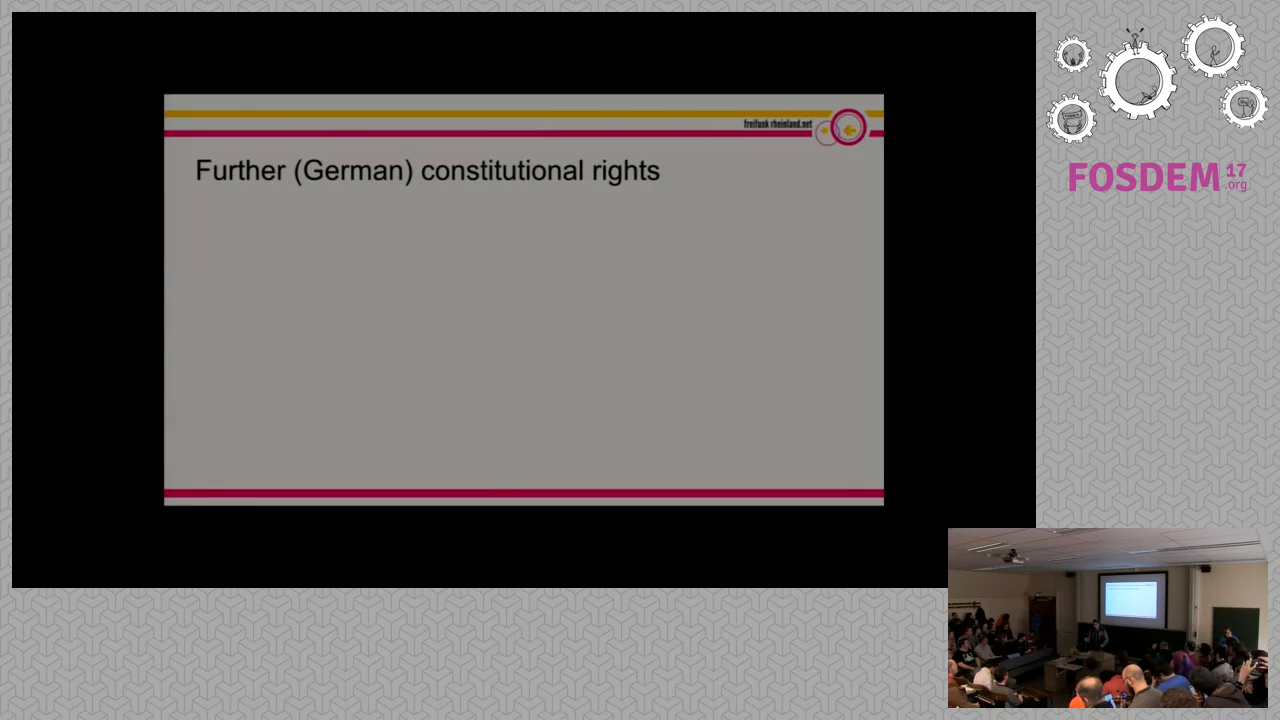 freifunk rheinland.net
Further (German) constitutional rights
FOSDEM 17
.org